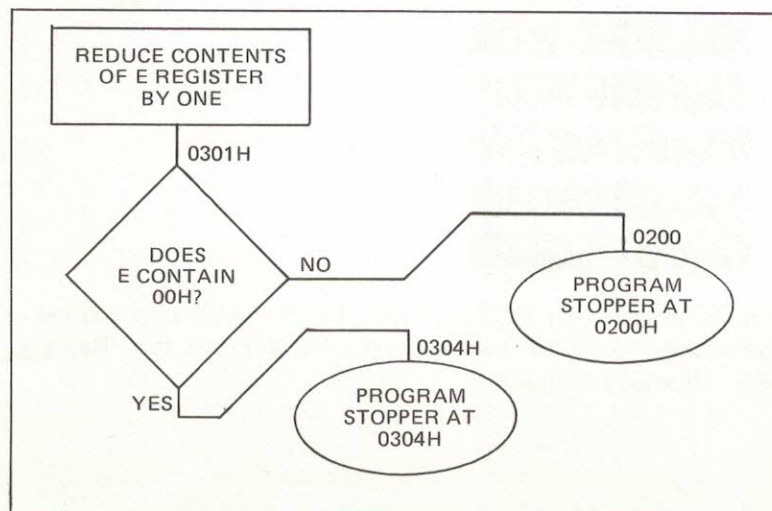 REDUCE CONTENTS
OF E REGISTER
BY ONE
0301H
DOES
E CONTAIN
00H?
NO
0200
PROGRAM
STOPPER AT
0200H
YES
0304H
PROGRAM
STOPPER AT
0304H